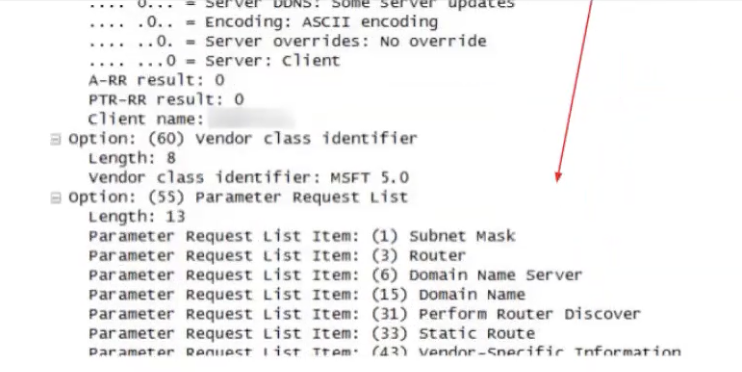 .... 0... = Server DDNS: Some server updates
.... .0.. = Encoding: ASCII encoding
.... ..0. = Server overrides: No override
.... ...0 = Server: Client
A-RR result: 0
PTR-RR result: 0
Client name:
Option: (60) Vendor class identifier
Length: 8
Vendor class identifier: MSFT 5.0
Option: (55) Parameter Request List
Length: 13
Parameter Request List Item: (1) Subnet Mask
Parameter Request List Item: (3) Router
Parameter Request List Item: (6) Domain Name Server
Parameter Request List Item: (15) Domain Name
Parameter Request List Item: (31) Perform Router Discover
Parameter Request List Item: (33) Static Route
Parameter Request List Item: (43) Vendor-Specific Information